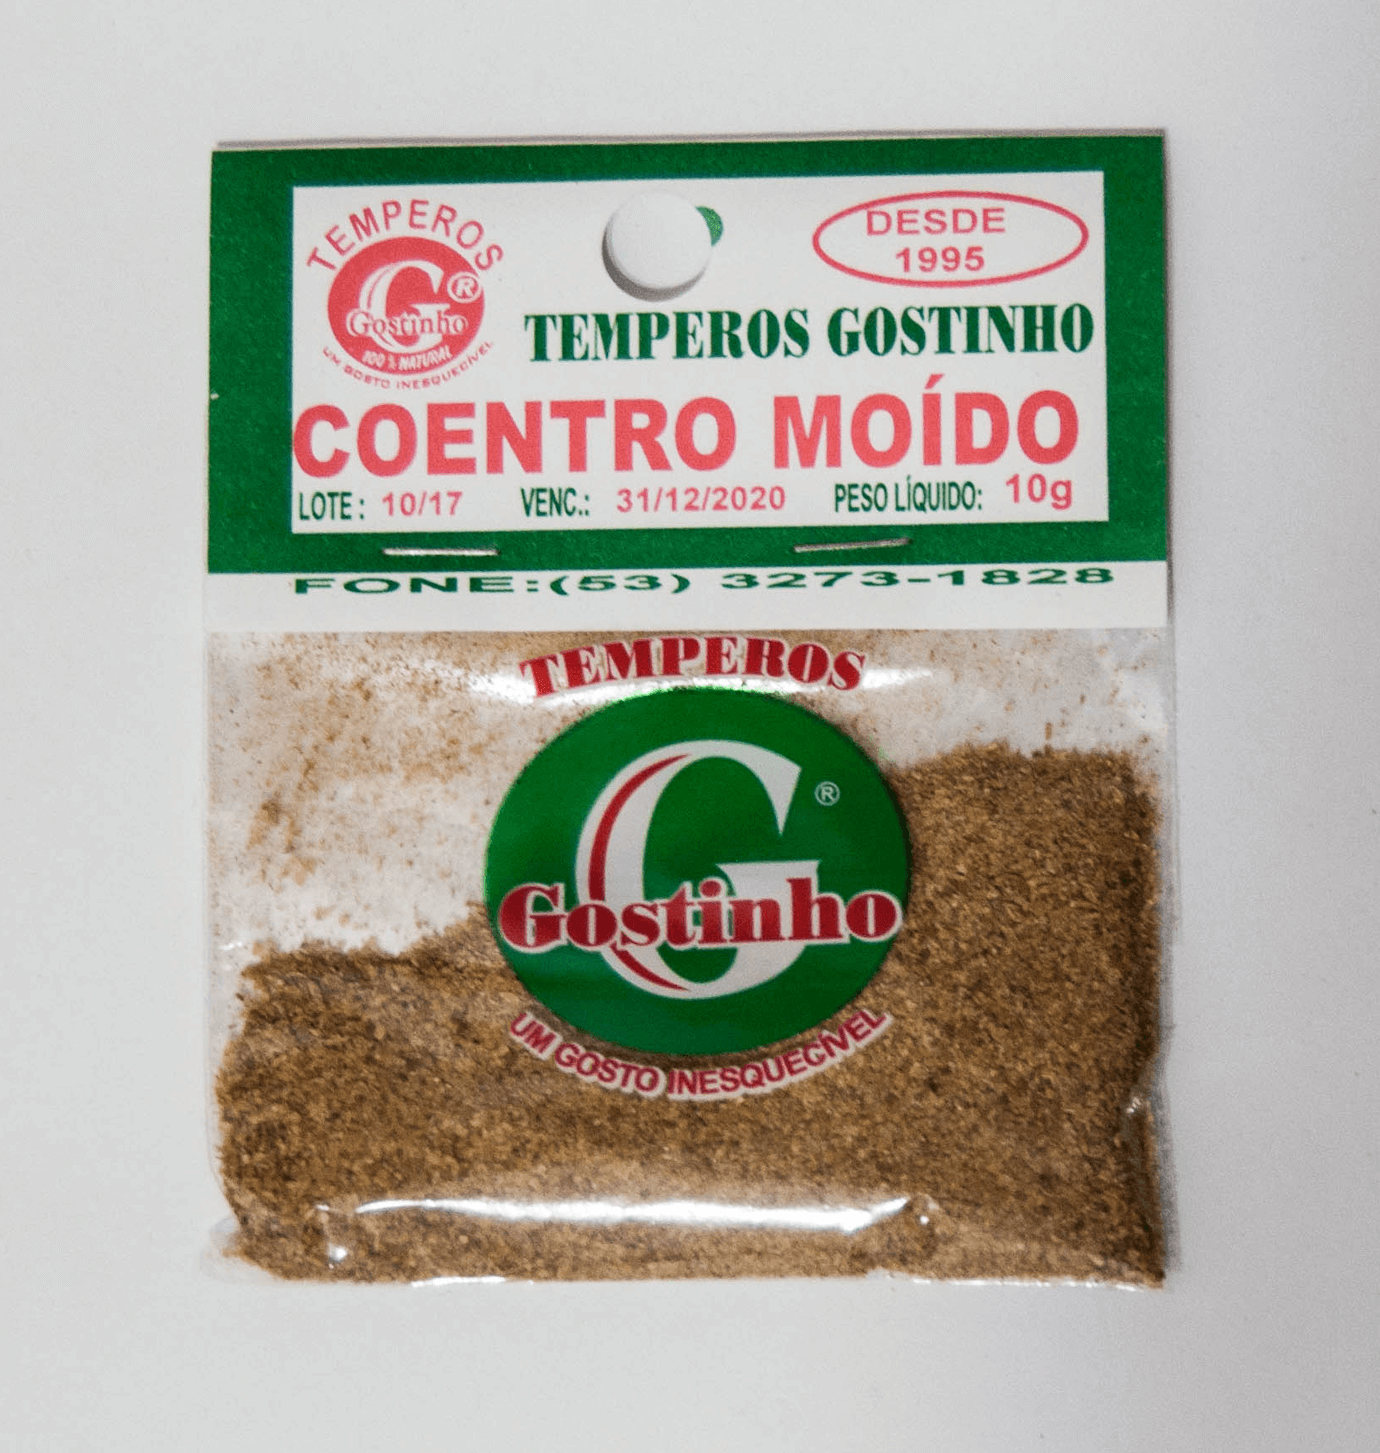 TEMPEROS
G®
Gostinho
100 % NATURAL
UM GOSTO INESQUECÍVEL
DESDE
1995
TEMPEROS GOSTINHO
COENTRO MOÍDO
LOTE: 10/17 VENC.: 31/12/2020 PESO LÍQUIDO: 10g
FONE:(53) 3273-1828
TEMPEROS
G®
Gostinho
UM GOSTO INESQUECÍVEL